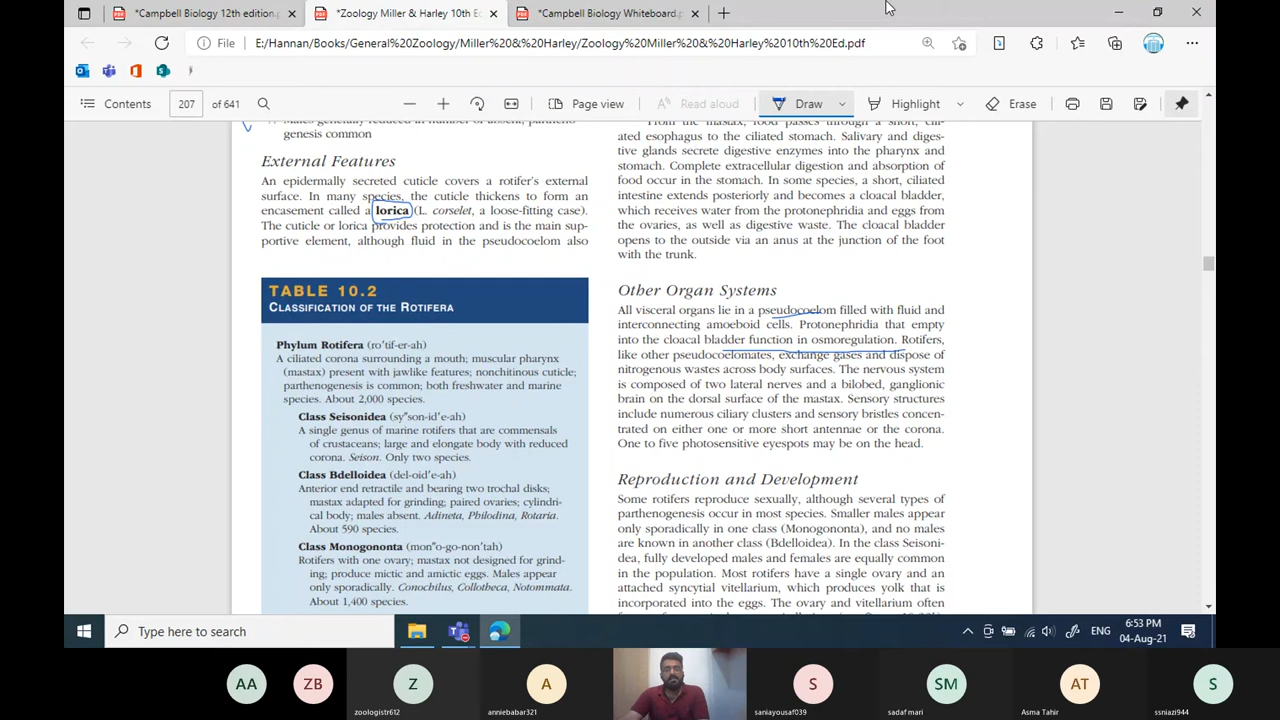 *Campbell Biology 12th edition.p
*Zoology Miller & Harley 10th Ed
*Campbell Biology Whiteboard.p
File
E:/Hannan/Books/General%20Zoology/Miller%20&%20Harley/Zoology%20Miller%20&%20Harley%2010th%20Ed.pdf
Contents
207
of 641
Page view
Read aloud
Draw
Highlight
Erase
genesis common
External Features
An epidermally secreted cuticle covers a rotifer's external
surface. In many species, the cuticle thickens to form an
encasement called a lorica (L. corselet, a loose-fitting case).
The cuticle or lorica provides protection and is the main sup-
portive element, although fluid in the pseudocoelom also
TABLE 10.2
CLASSIFICATION OF THE ROTIFERA
Phylum Rotifera (ro′tif-er-ah)
A ciliated corona surrounding a mouth; muscular pharynx
(mastax) present with jawlike features; nonchitinous cuticle;
parthenogenesis is common; both freshwater and marine
species. About 2,000 species.
Class Seisonidea (sy″son-id′e-ah)
A single genus of marine rotifers that are commensals
of crustaceans; large and elongate body with reduced
corona. Seison. Only two species.
Class Bdelloidea (del-oid′e-ah)
Anterior end retractile and bearing two trochal disks;
mastax adapted for grinding; paired ovaries; cylindri-
cal body; males absent. Adineta, Philodina, Rotaria.
About 590 species.
Class Monogononta (mon″o-go-non′tah)
Rotifers with one ovary; mastax not designed for grind-
ing; produce mictic and amictic eggs. Males appear
only sporadically. Conochilus, Collotheca, Notommata.
About 1,400 species.
From the mastax, food passes through a short, cil-
iated esophagus to the ciliated stomach. Salivary and diges-
tive glands secrete digestive enzymes into the pharynx and
stomach. Complete extracellular digestion and absorption of
food occur in the stomach. In some species, a short, ciliated
intestine extends posteriorly and becomes a cloacal bladder,
which receives water from the protonephridia and eggs from
the ovaries, as well as digestive waste. The cloacal bladder
opens to the outside via an anus at the junction of the foot
with the trunk.
Other Organ Systems
All visceral organs lie in a pseudocoelom filled with fluid and
interconnecting amoeboid cells. Protonephridia that empty
into the cloacal bladder function in osmoregulation. Rotifers,
like other pseudocoelomates, exchange gases and dispose of
nitrogenous wastes across body surfaces. The nervous system
is composed of two lateral nerves and a bilobed, ganglionic
brain on the dorsal surface of the mastax. Sensory structures
include numerous ciliary clusters and sensory bristles concen-
trated on either one or more short antennae or the corona.
One to five photosensitive eyespots may be on the head.
Reproduction and Development
Some rotifers reproduce sexually, although several types of
parthenogenesis occur in most species. Smaller males appear
only sporadically in one class (Monogononta), and no males
are known in another class (Bdelloidea). In the class Seisoni-
dea, fully developed males and females are equally common
in the population. Most rotifers have a single ovary and an
attached syncytial vitellarium, which produces yolk that is
incorporated into the eggs. The ovary and vitellarium often
Type here to search
ENG
6:53 PM
04-Aug-21
AA
ZB
Z
A
S
SM
AT
S
zoologistr612
anniebabar321
saniayousaf039
sadaf mari
Asma Tahir
ssniazi944